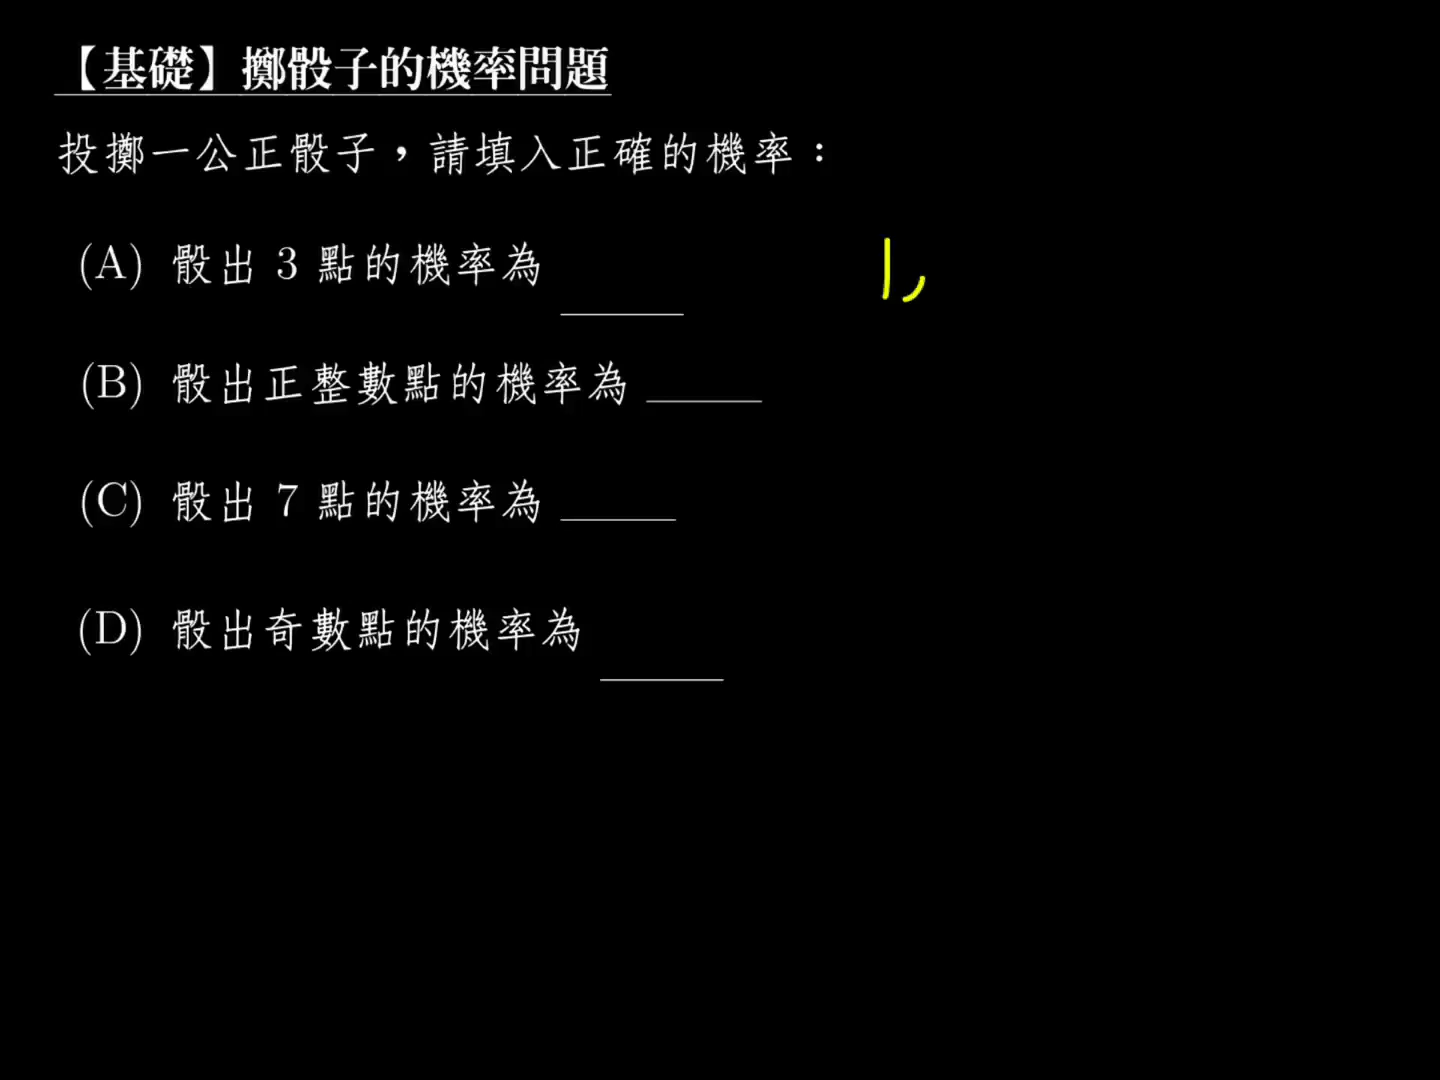 【基礎】擲骰子的機率問題
投擲一公正骰子，請填入正確的機率：
(A) 骰出 3 點的機率為
1,
(B) 骰出正整數點的機率為
(C) 骰出 7 點的機率為
(D) 骰出奇數點的機率為